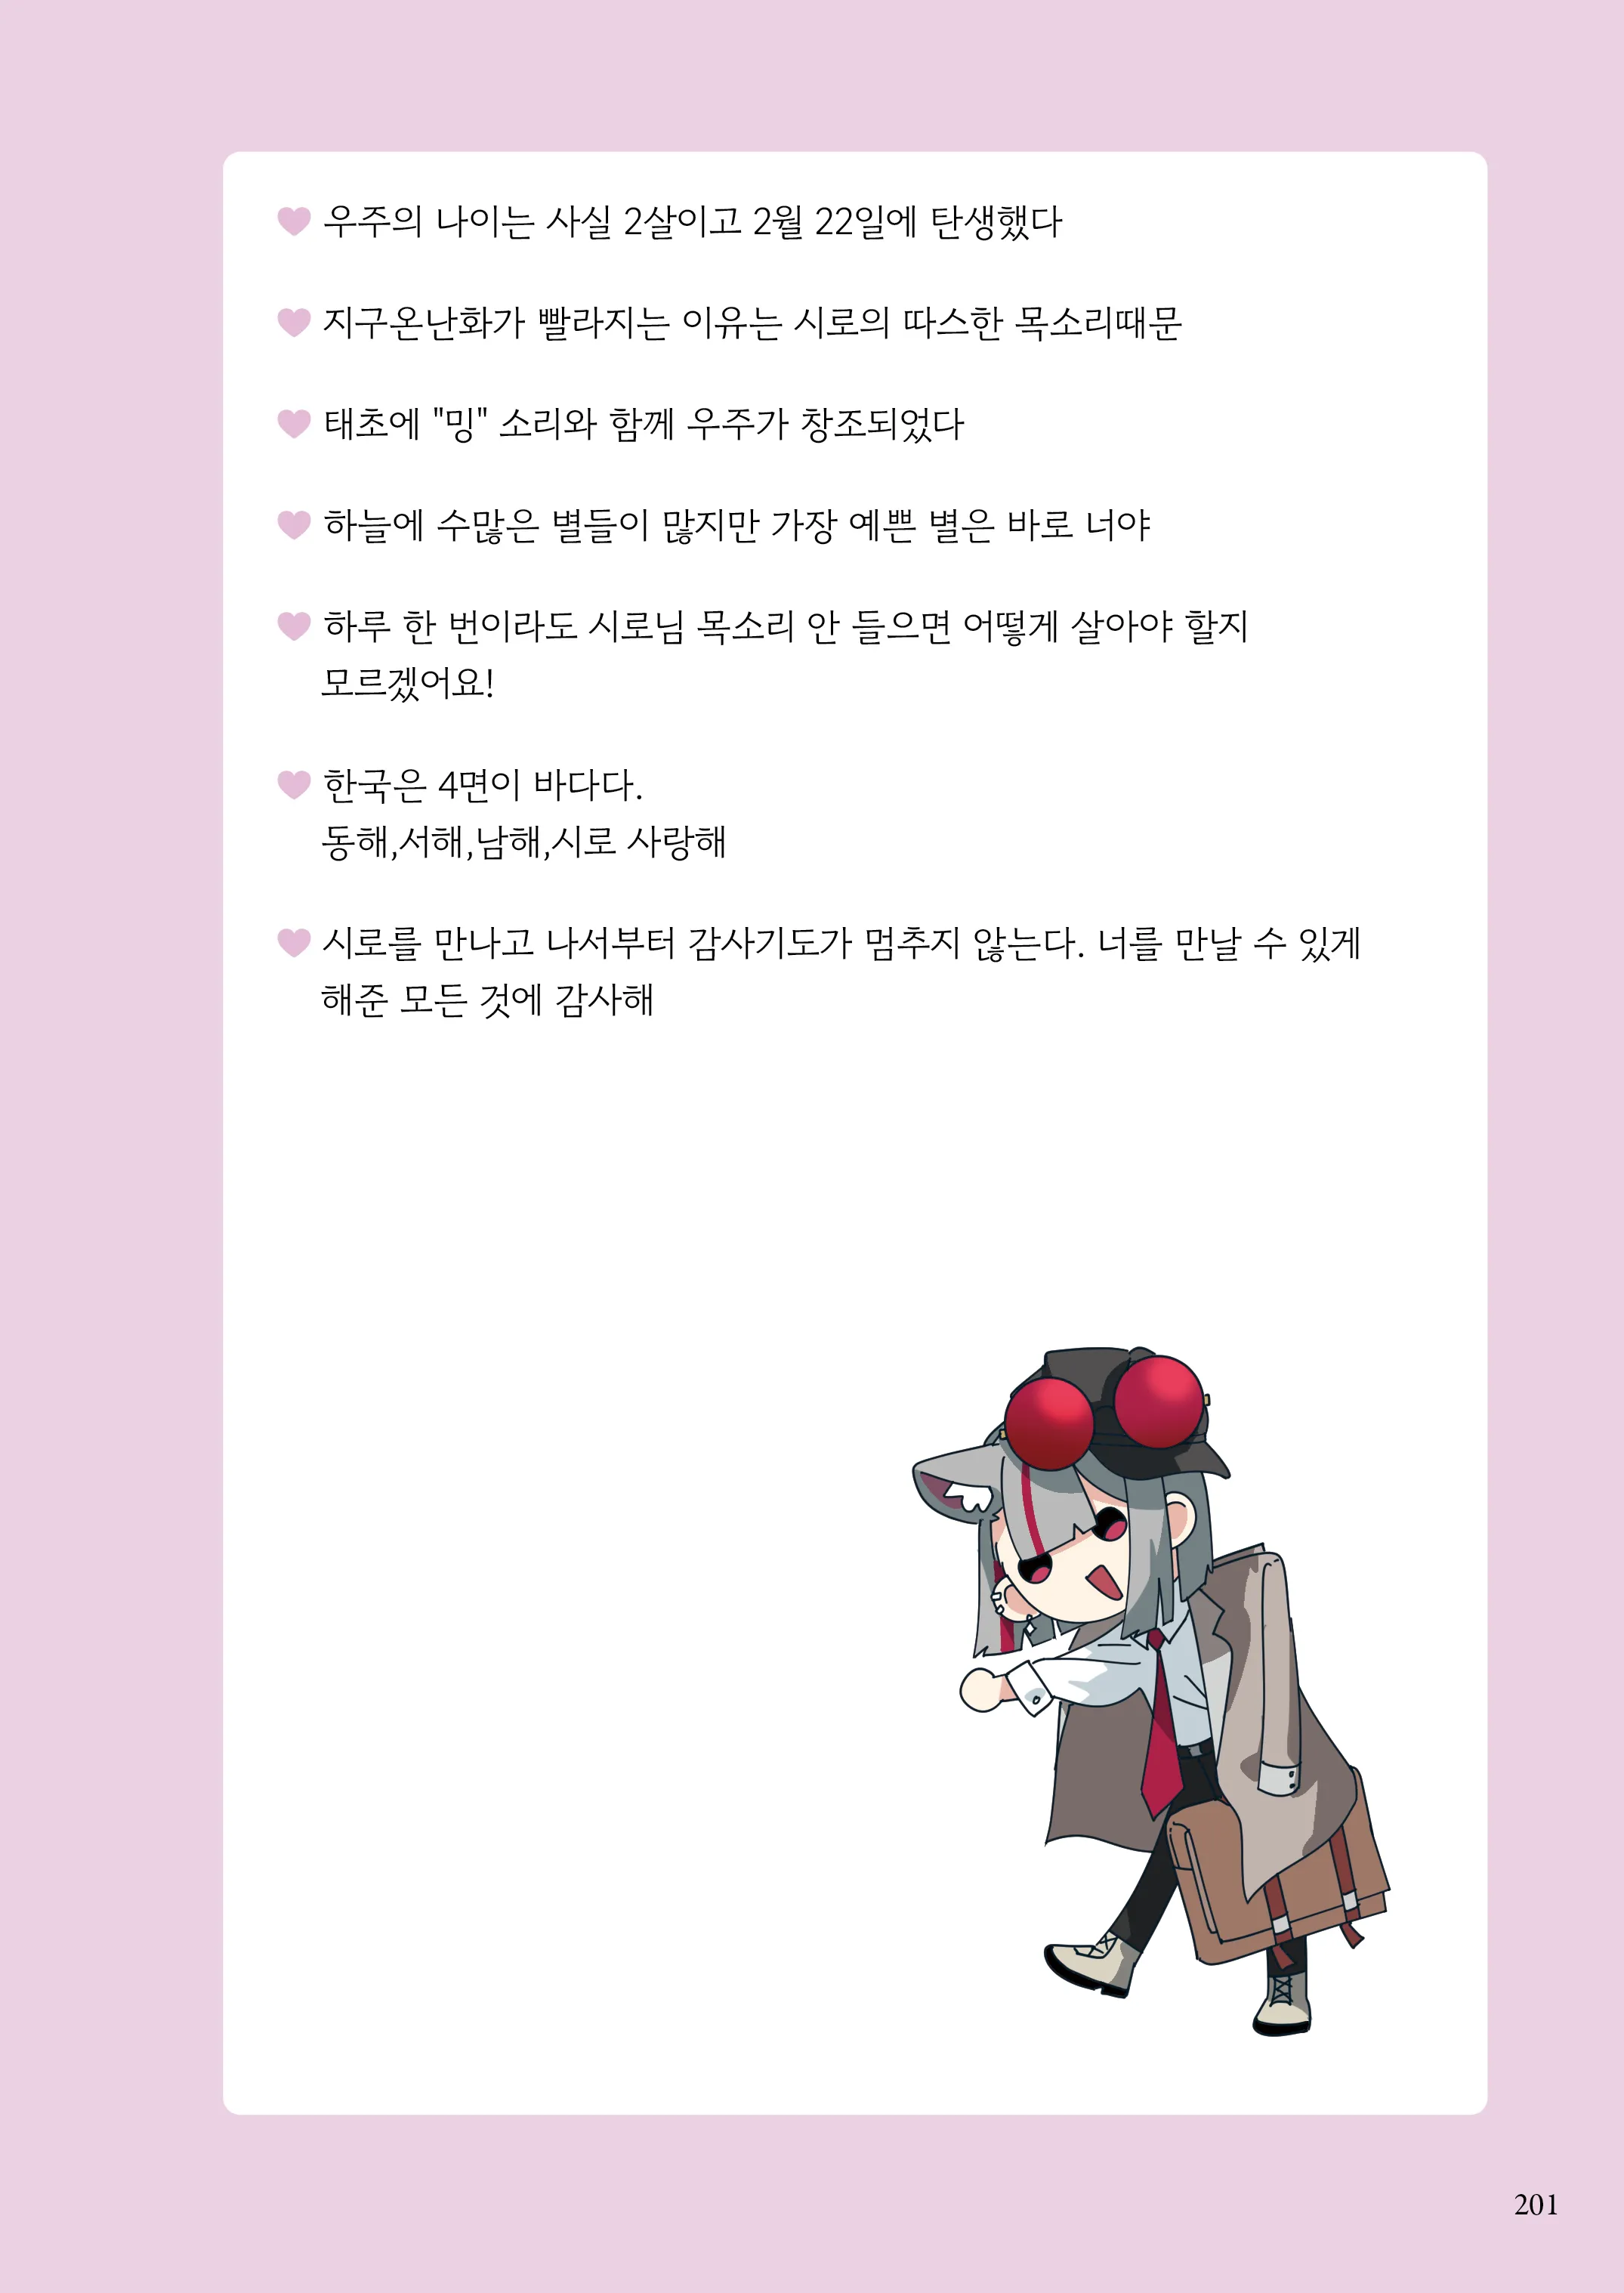 우주의 나이는 사실 2살이고 2월 22일에 탄생했다
지구온난화가 빨라지는 이유는 시로의 따스한 목소리때문
태초에 "밍" 소리와 함께 우주가 창조되었다
하늘에 수많은 별들이 많지만 가장 예쁜 별은 바로 너야
하루 한 번이라도 시로님 목소리 안 들으면 어떻게 살아야 할지
모르겠어요!
한국은 4면이 바다다.
동해,서해,남해,시로 사랑해
시로를 만나고 나서부터 감사기도가 멈추지 않는다. 너를 만날 수 있게
해준 모든 것에 감사해
201